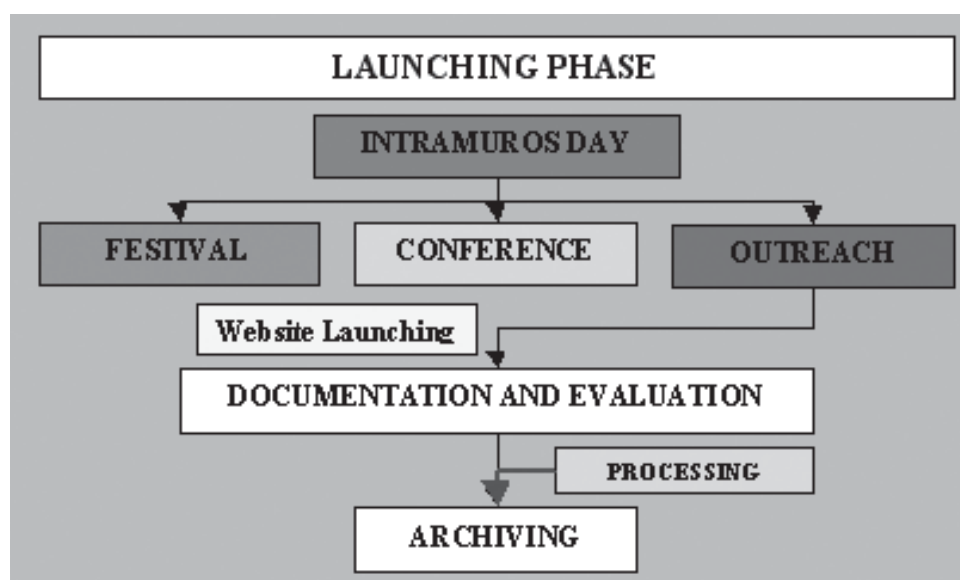 LAUNCHING PHASE
INTRAMUROS DAY
FESTIVAL
CONFERENCE
OUTREACH
Website Launching
DOCUMENTATION AND EVALUATION
PROCESSING
ARCHIVING